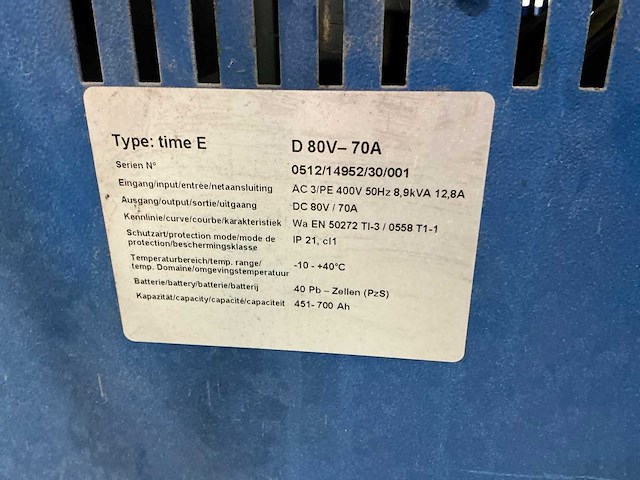 Type: time E D 80V– 70A
Serien N° 0512/14952/30/001
Eingang/input/entrée/netaansluiting AC 3/PE 400V 50Hz 8,9kVA 12,8A
Ausgang/output/sortie/uitgaang DC 80V / 70A
Kennlinie/curve/courbe/karakteristiek Wa EN 50272 TI-3 / 0558 T1-1
Schutzart/protection mode/mode de
protection/beschermingsklasse IP 21, cl1
Temperaturbereich/temp. range/
temp. Domaine/omgevingstemperatuur -10 - +40°C
Batterie/battery/batterie/batterij 40 Pb – Zellen (PzS)
Kapazität/capacity/capacité/capaciteit 451- 700 Ah